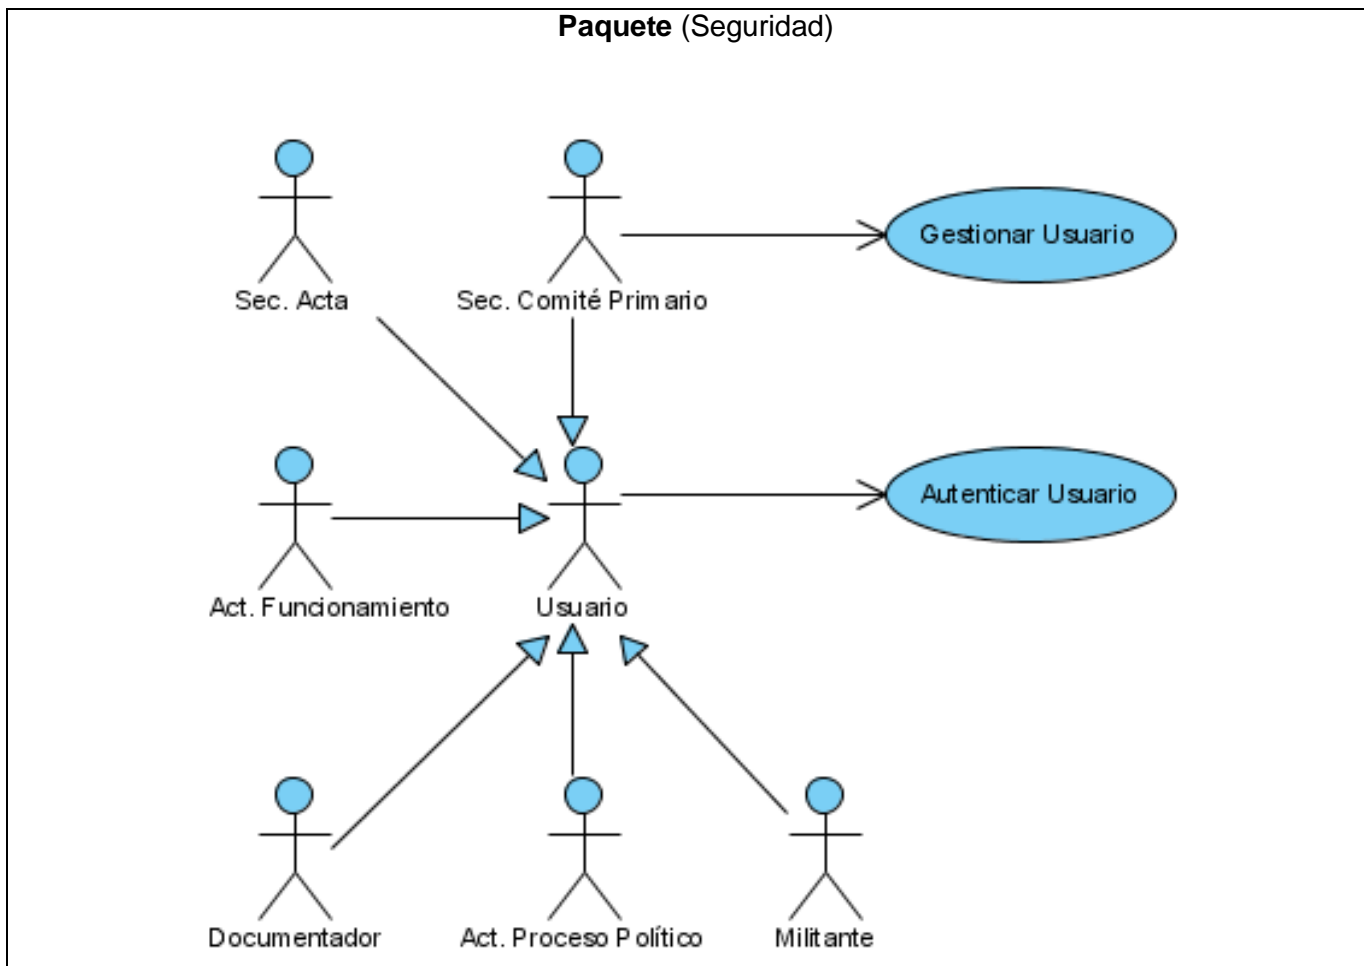 Paquete (Seguridad)
Gestionar Usuario
Sec. Acta
Sec. Comité Primario
Autenticar Usuario
Act. Funcionamiento
Usuario
Documentador
Act. Proceso Político
Militante